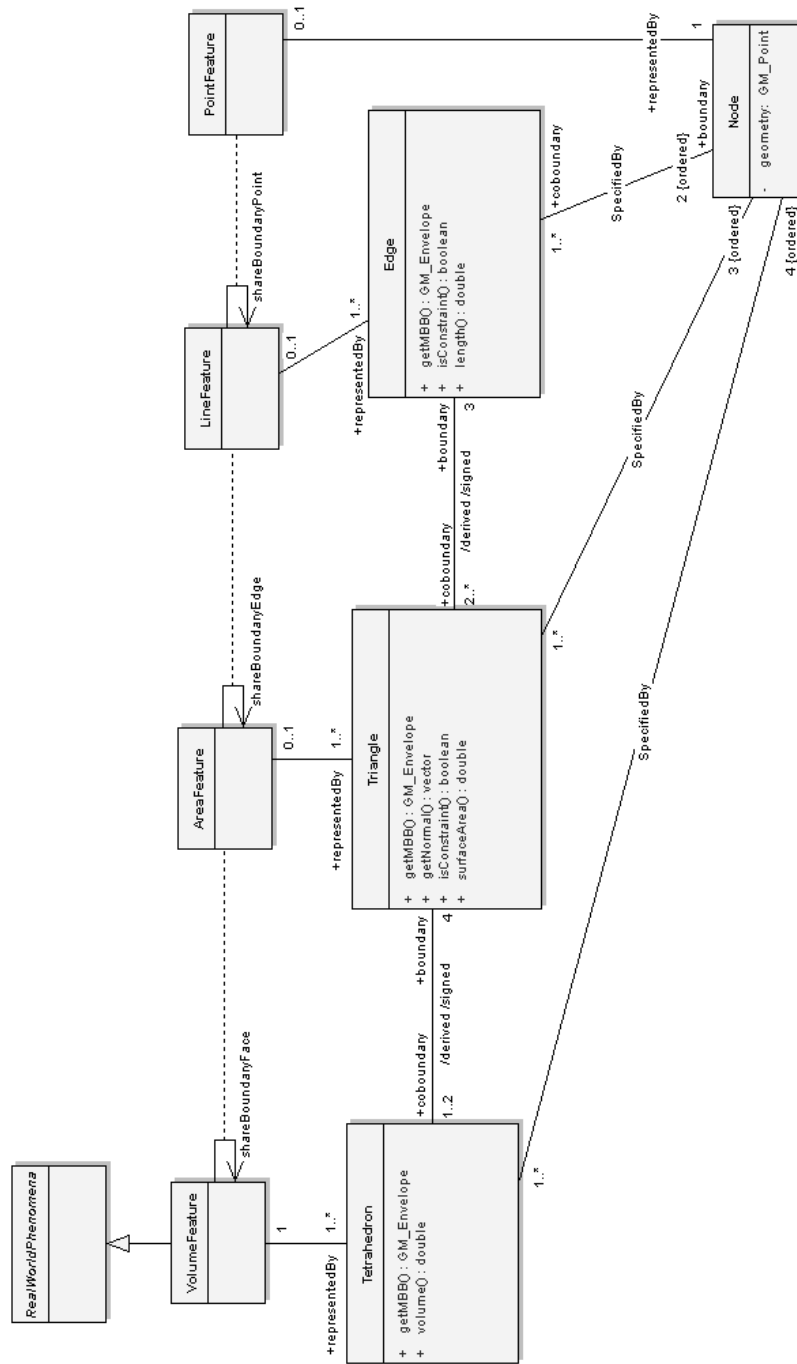 RealWorldPhenomena
VolumeFeature
shareBoundaryFace
AreaFeature
shareBoundaryEdge
LineFeature
shareBoundaryPoint
PointFeature
1
+representedBy
1..*
0..1
+representedBy
1..*
0..1
+representedBy
1..*
0..1
+representedBy
1
Tetrahedron
+ getMBB() : GM_Envelope
+ volume() : double
+coboundary
1..2
/derived /signed
+boundary
4
Triangle
+ getMBB() : GM_Envelope
+ getNormal() : vector
+ isConstraint() : boolean
+ surfaceArea() : double
+coboundary
2..*
/derived /signed
+boundary
3
Edge
+ getMBB() : GM_Envelope
+ isConstraint() : boolean
+ length() : double
+coboundary
1..*
SpecifiedBy
2 {ordered}
+boundary
1..*
SpecifiedBy
3 {ordered}
1..*
SpecifiedBy
4 {ordered}
Node
- geometry: GM_Point